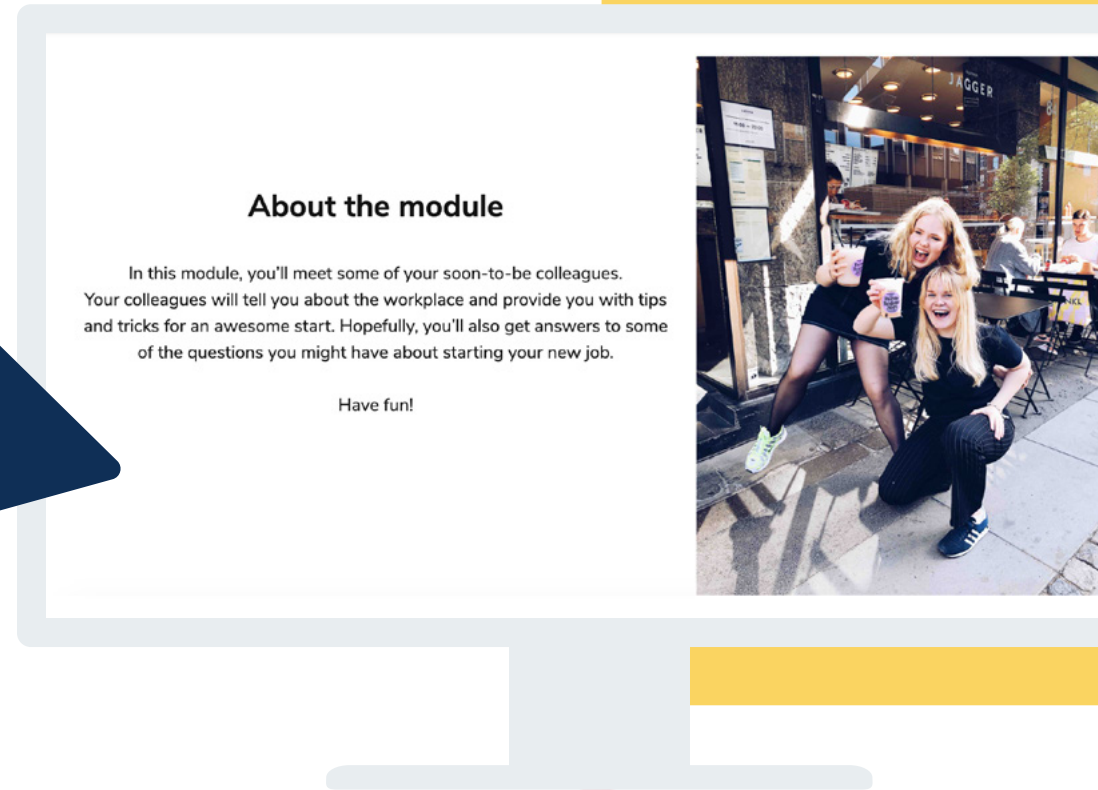 About the module
In this module, you'll meet some of your soon-to-be colleagues.
Your colleagues will tell you about the workplace and provide you with tips
and tricks for an awesome start. Hopefully, you'll also get answers to some
of the questions you might have about starting your new job.
Have fun!
JAGGER